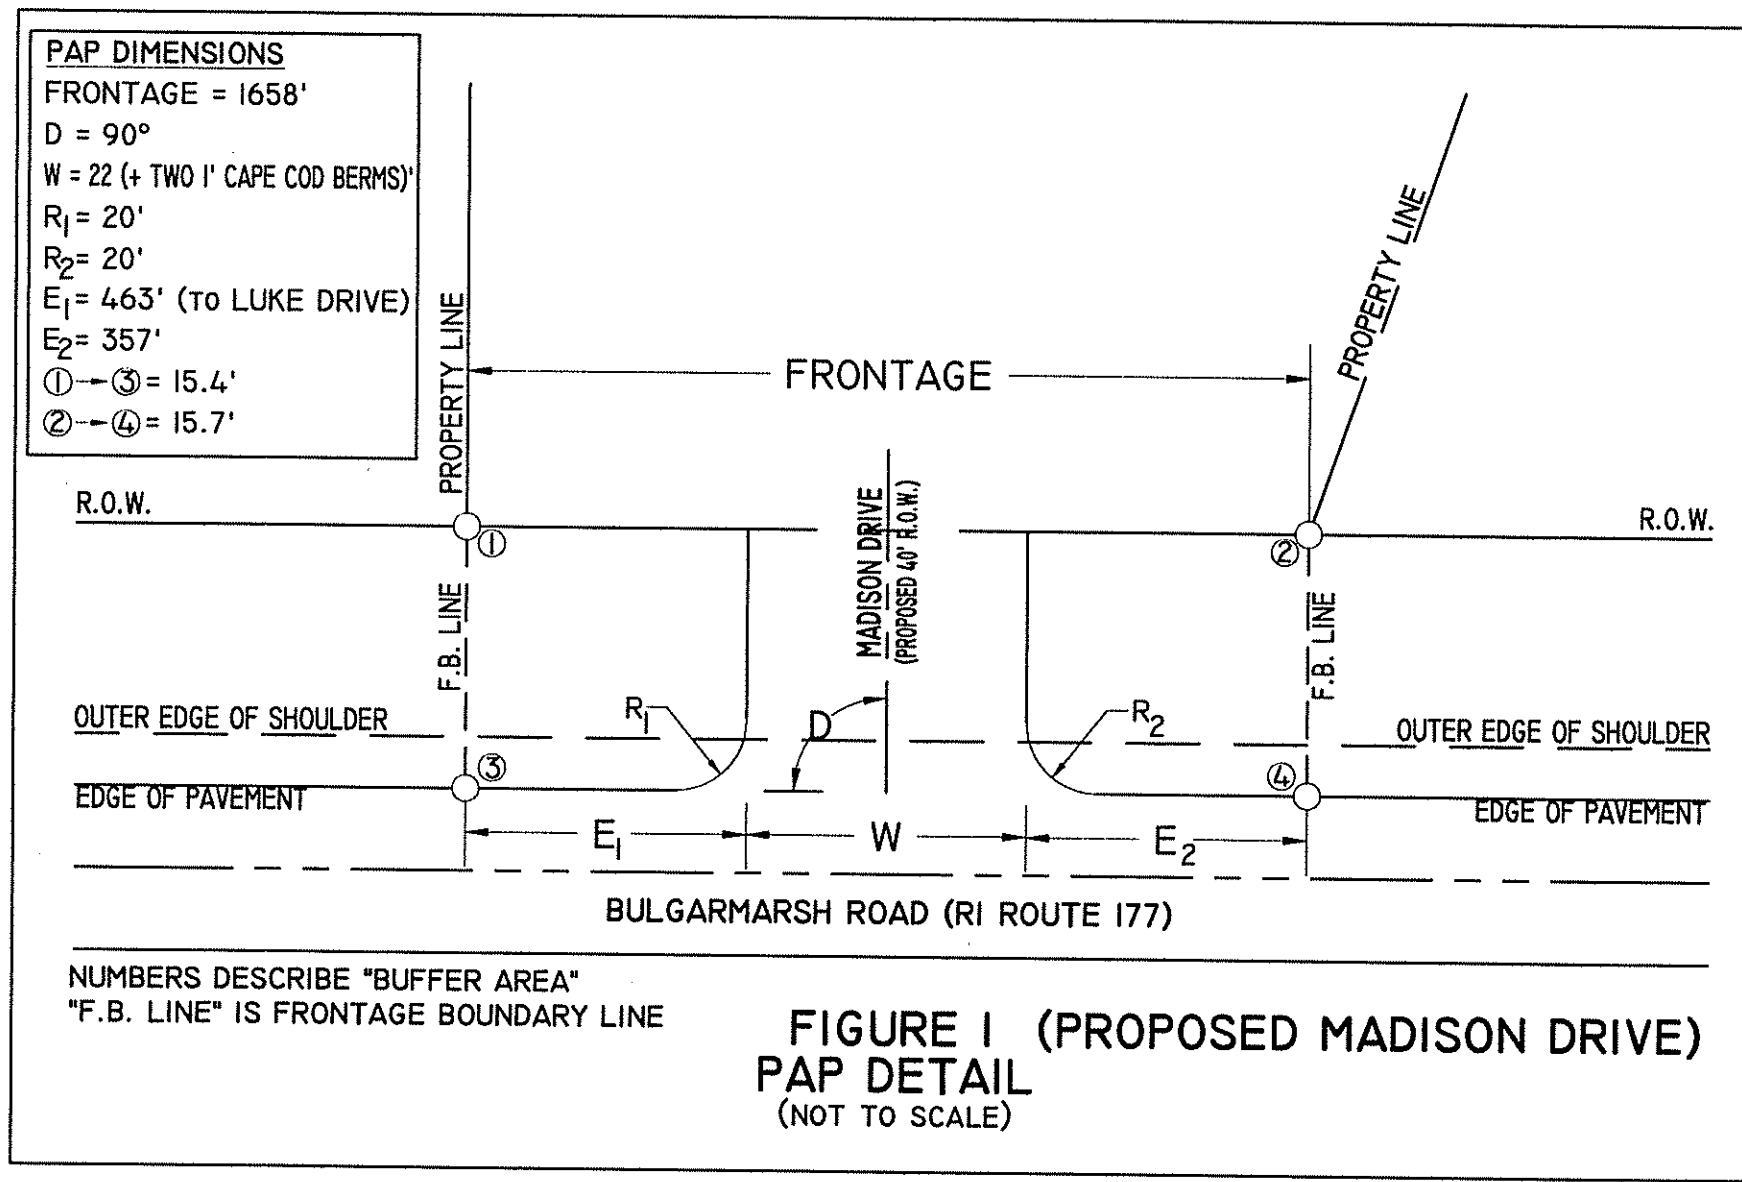 PAP DIMENSIONS
FRONTAGE = 1658'
D = 90°
W = 22 (+ TWO 1' CAPE COD BERMS)'
R1 = 20'
R2 = 20'
E1 = 463' (TO LUKE DRIVE)
E2 = 357'
①→③ = 15.4'
②→④ = 15.7'
PROPERTY LINE
FRONTAGE
PROPERTY LINE
R.O.W.
①
MADISON DRIVE
(PROPOSED 40' R.O.W.)
②
R.O.W.
F.B. LINE
F.B. LINE
OUTER EDGE OF SHOULDER
R1
D
R2
OUTER EDGE OF SHOULDER
③
④
EDGE OF PAVEMENT
EDGE OF PAVEMENT
E1
W
E2
BULGARMARSH ROAD (RI ROUTE 177)
NUMBERS DESCRIBE "BUFFER AREA"
"F.B. LINE" IS FRONTAGE BOUNDARY LINE
FIGURE 1 (PROPOSED MADISON DRIVE)
PAP DETAIL
(NOT TO SCALE)